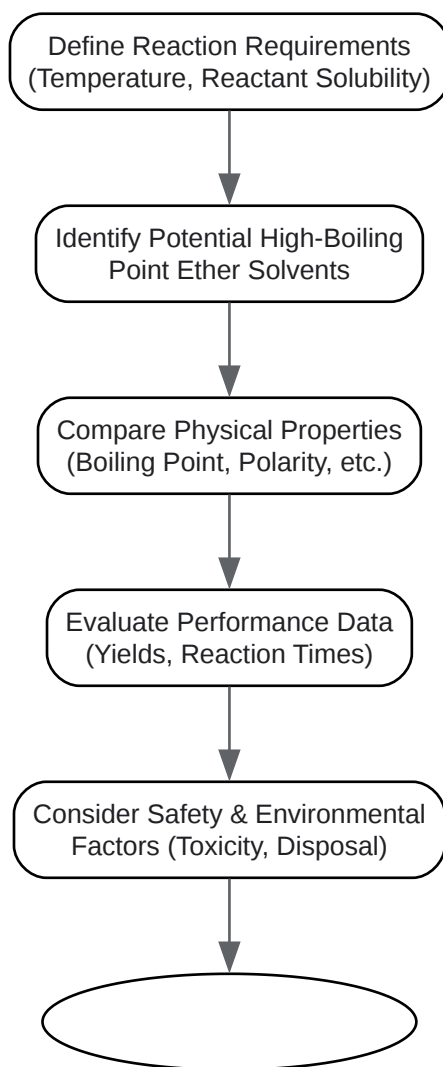 Define Reaction Requirements
(Temperature, Reactant Solubility)
Identify Potential High-Boiling
Point Ether Solvents
Compare Physical Properties
(Boiling Point, Polarity, etc.)
Evaluate Performance Data
(Yields, Reaction Times)
Consider Safety & Environmental
Factors (Toxicity, Disposal)